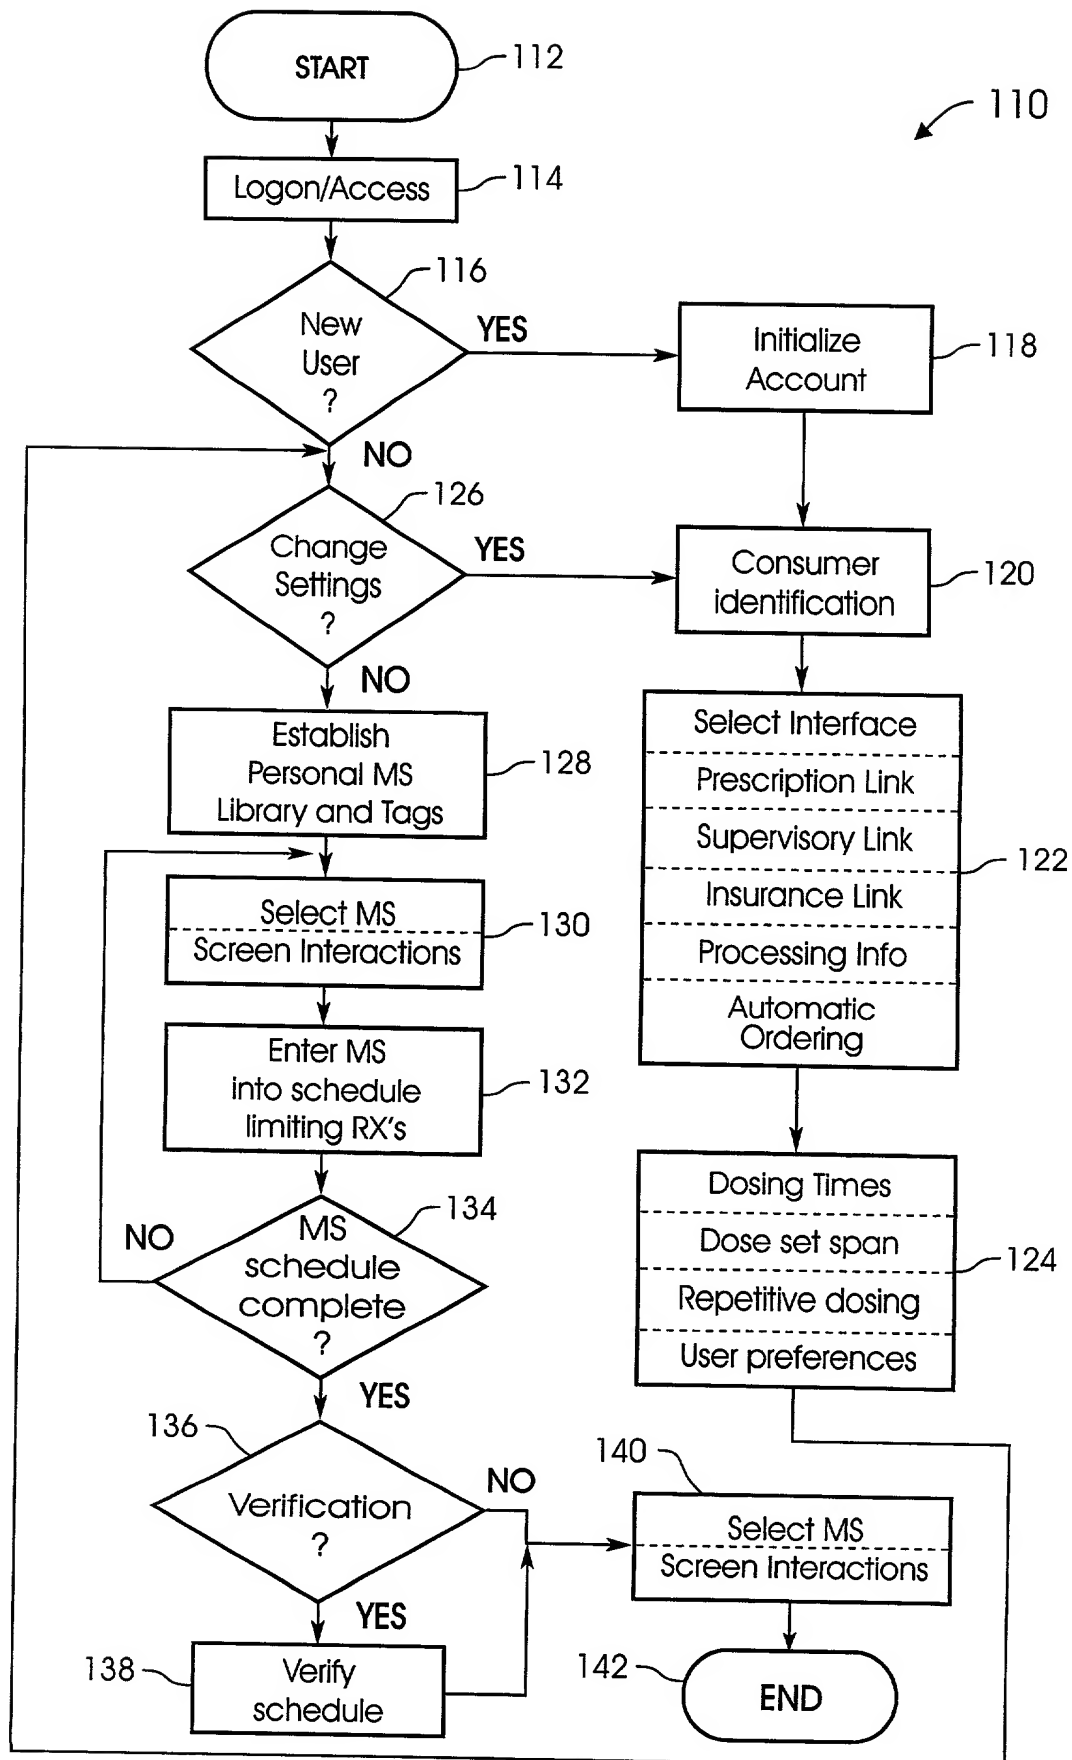 START
112
110
Logon/Access
114
116
New
User
?
YES
Initialize
Account
118
NO
126
Change
Settings
?
YES
Consumer
identification
120
NO
Establish
Personal MS
Library and Tags
128
Select Interface
Prescription Link
Supervisory Link
Insurance Link
Processing Info
Automatic
Ordering
122
Select MS
Screen Interactions
130
Enter MS
into schedule
limiting RX's
132
134
MS
schedule
complete
?
NO
YES
Dosing Times
Dose set span
Repetitive dosing
User preferences
124
136
Verification
?
NO
YES
140
Select MS
Screen Interactions
138
Verify
schedule
142
END